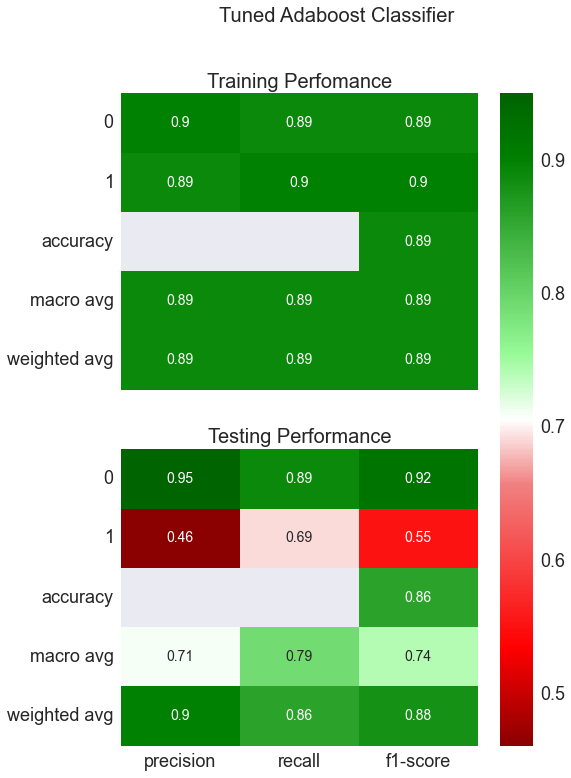 Tuned Adaboost Classifier
Training Perfomance
0 0.9 0.89 0.89
1 0.89 0.9 0.9
accuracy 0.89
macro avg 0.89 0.89 0.89
weighted avg 0.89 0.89 0.89
Testing Performance
0 0.95 0.89 0.92
1 0.46 0.69 0.55
accuracy 0.86
macro avg 0.71 0.79 0.74
weighted avg 0.9 0.86 0.88
precision recall f1-score
0.9
0.8
0.7
0.6
0.5